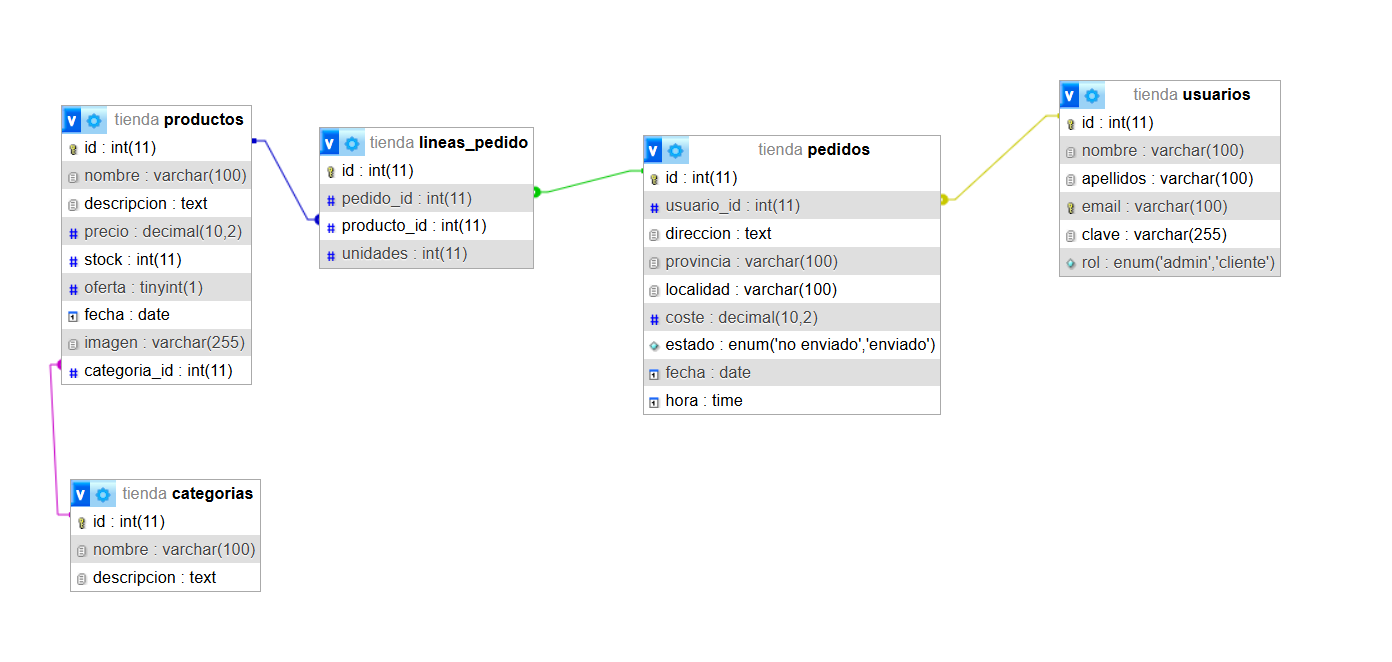 tienda productos
id : int(11)
nombre : varchar(100)
descripcion : text
precio : decimal(10,2)
stock : int(11)
oferta : tinyint(1)
fecha : date
imagen : varchar(255)
categoria_id : int(11)
tienda lineas_pedido
id : int(11)
pedido_id : int(11)
producto_id : int(11)
unidades : int(11)
tienda pedidos
id : int(11)
usuario_id : int(11)
direccion : text
provincia : varchar(100)
localidad : varchar(100)
coste : decimal(10,2)
estado : enum('no enviado','enviado')
fecha : date
hora : time
tienda usuarios
id : int(11)
nombre : varchar(100)
apellidos : varchar(100)
email : varchar(100)
clave : varchar(255)
rol : enum('admin','cliente')
tienda categorias
id : int(11)
nombre : varchar(100)
descripcion : text